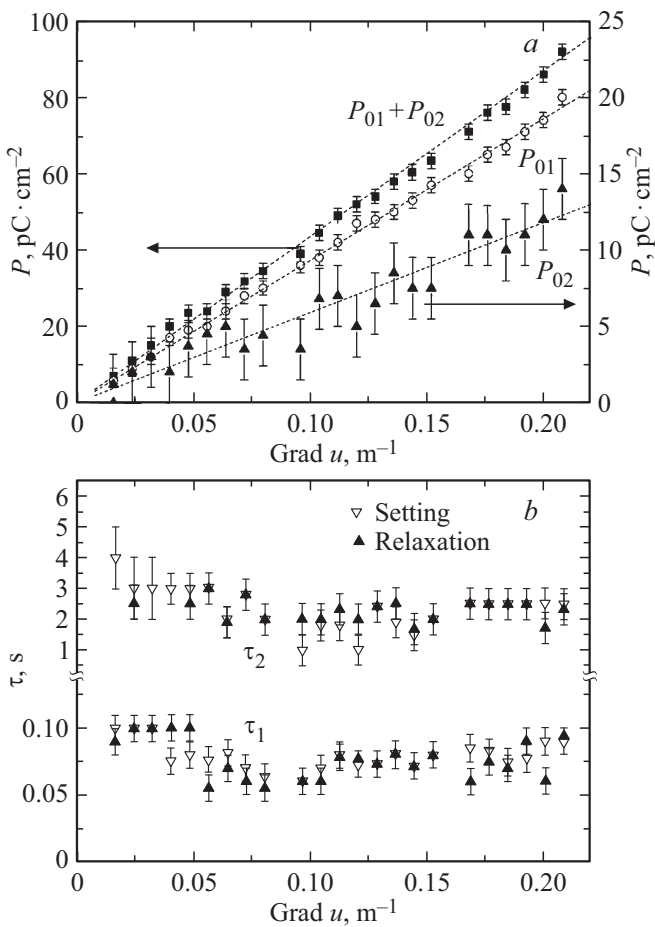 100
80
60
40
20
0
P, pC · cm⁻²
25
20
15
10
5
0
P, pC · cm⁻²
a
P₀₁ + P₀₂
P₀₁
P₀₂
0
0.05
0.10
0.15
0.20
Grad u, m⁻¹
6
5
4
3
2
1
0.10
0.05
0
τ, s
b
Setting
Relaxation
τ₂
τ₁
0
0.05
0.10
0.15
0.20
Grad u, m⁻¹